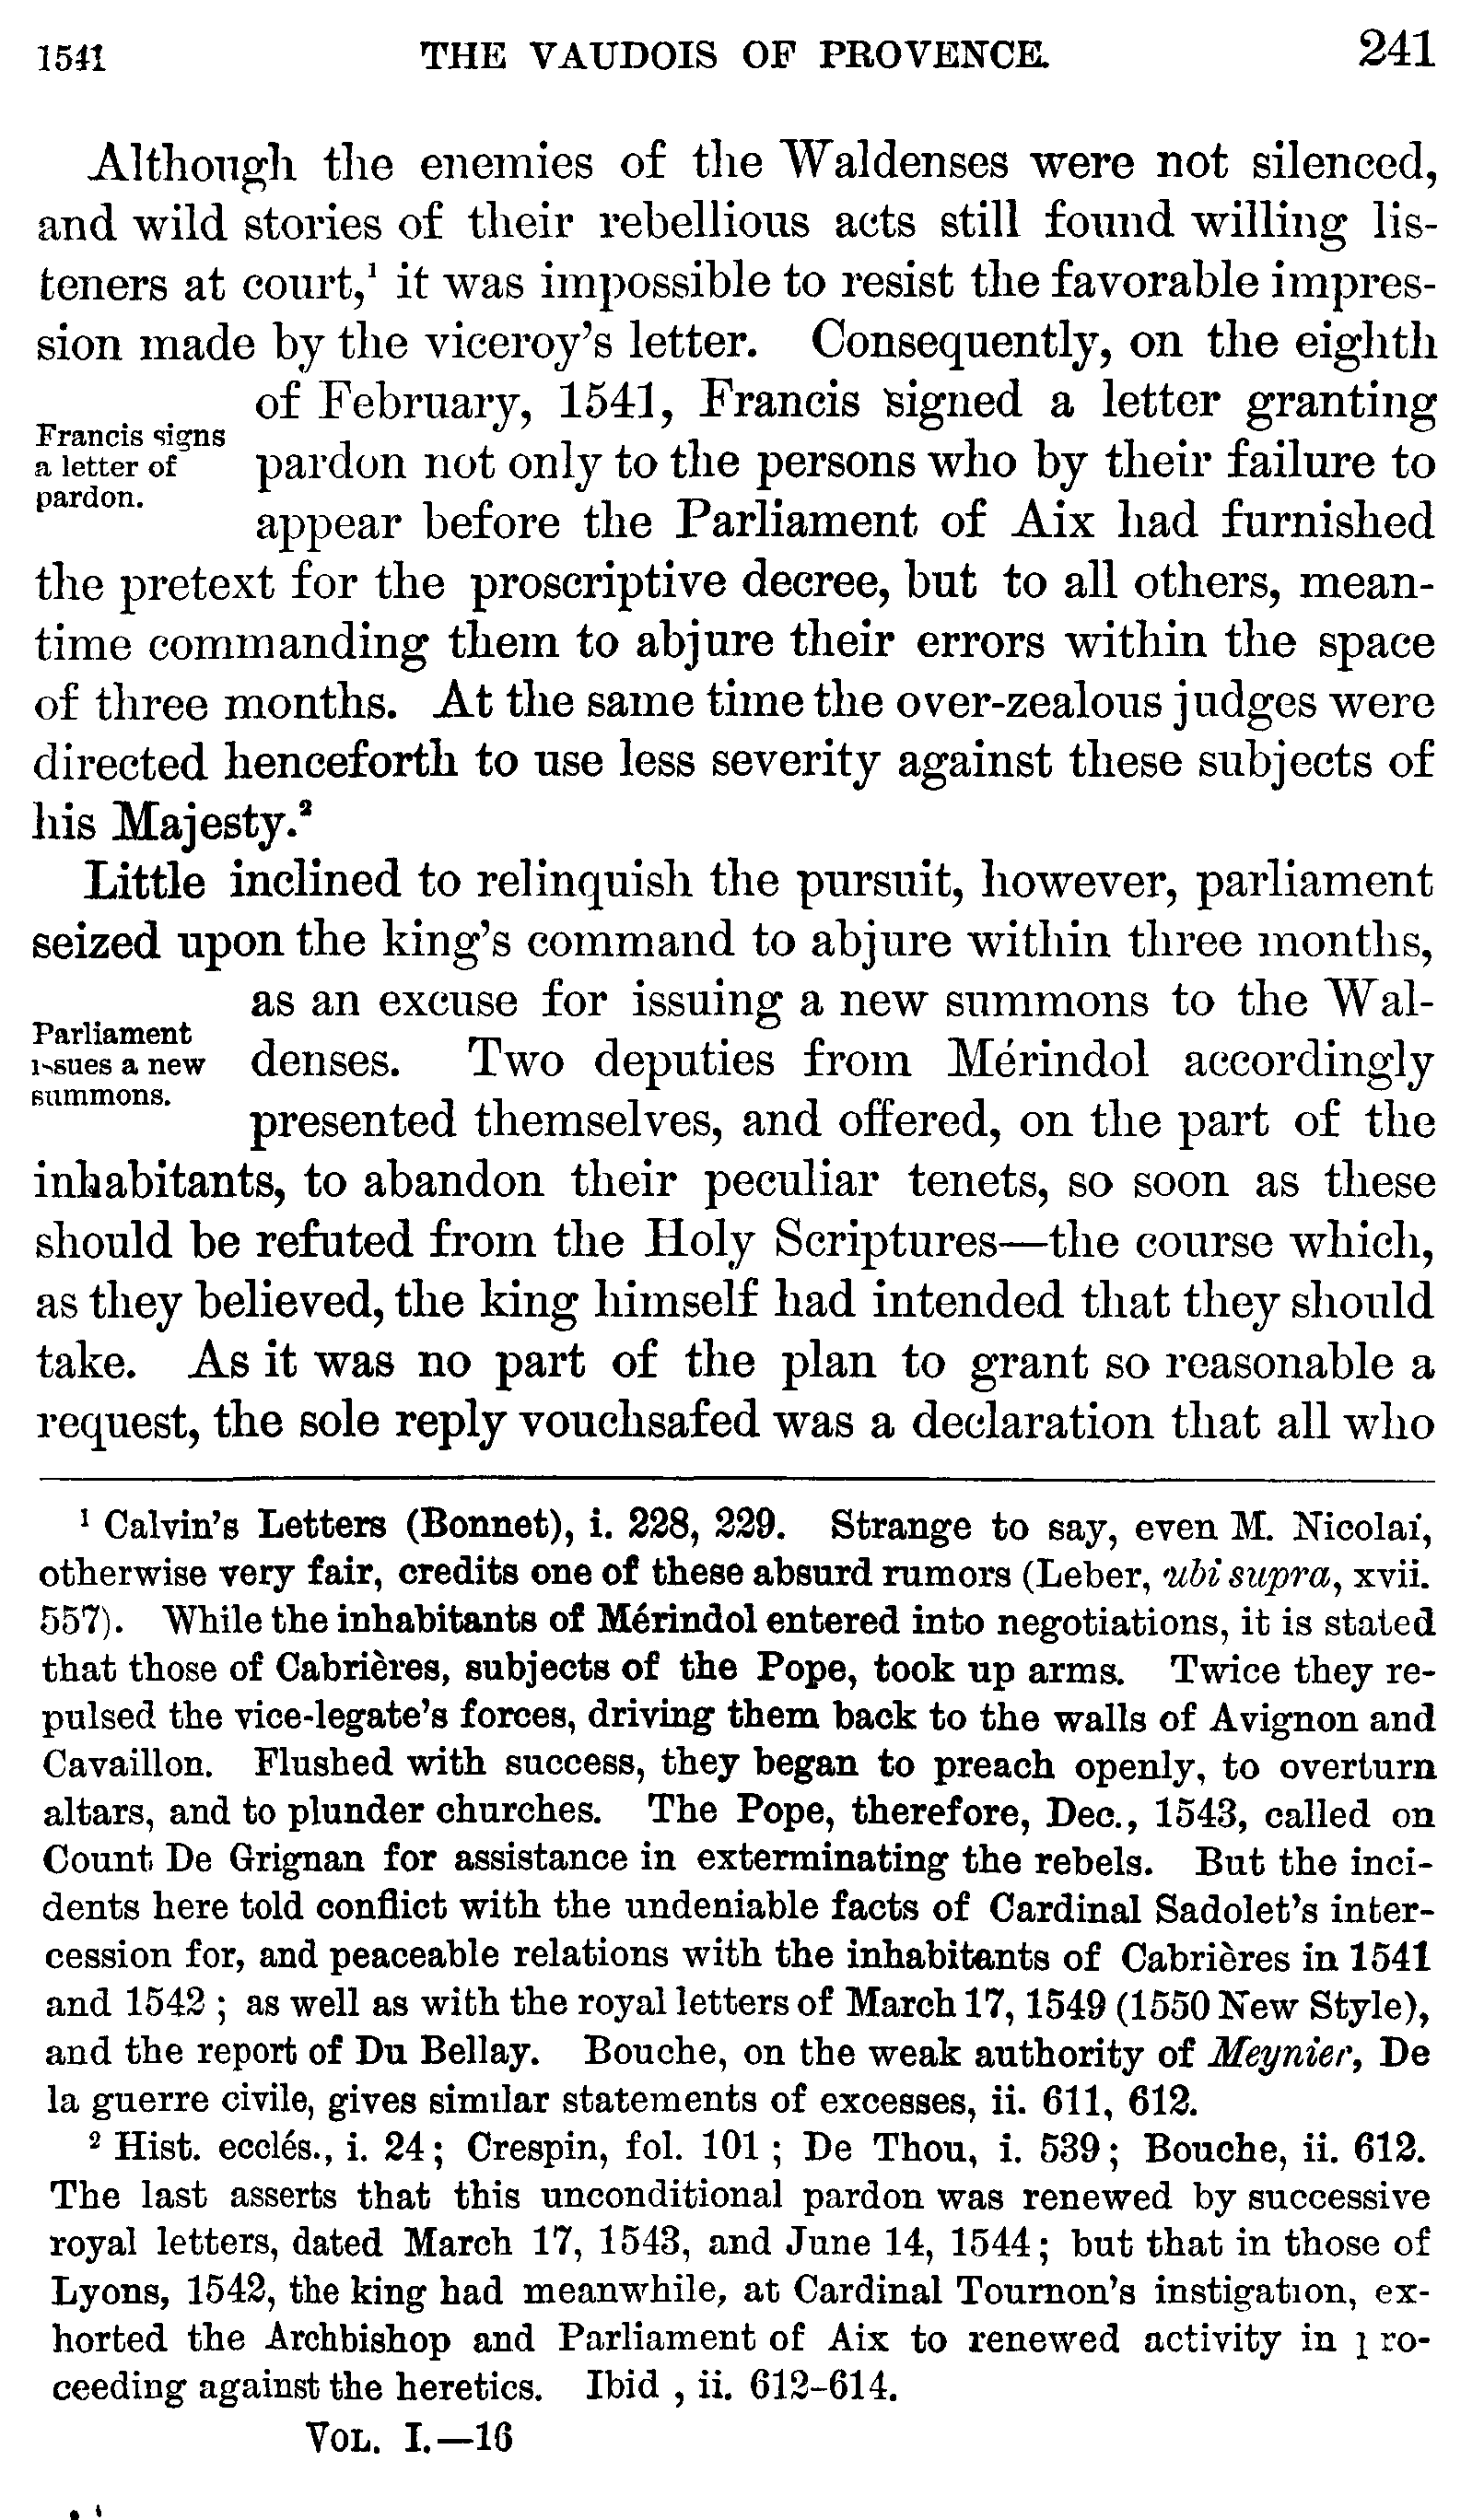 1541 THE VAUDOIS OF PROVENCE. 241
Although the enemies of the Waldenses were not silenced,
and wild stories of their rebellious acts still found willing lis-
teners at court,¹ it was impossible to resist the favorable impres-
sion made by the viceroy's letter. Consequently, on the eighth
of February, 1541, Francis signed a letter granting
Francis signs
a letter of
pardon.
pardon not only to the persons who by their failure to
appear before the Parliament of Aix had furnished
the pretext for the proscriptive decree, but to all others, mean-
time commanding them to abjure their errors within the space
of three months. At the same time the over-zealous judges were
directed henceforth to use less severity against these subjects of
his Majesty.²
Little inclined to relinquish the pursuit, however, parliament
seized upon the king's command to abjure within three months,
as an excuse for issuing a new summons to the Wal-
Parliament
issues a new
summons.
denses. Two deputies from Mérindol accordingly
presented themselves, and offered, on the part of the
inhabitants, to abandon their peculiar tenets, so soon as these
should be refuted from the Holy Scriptures—the course which,
as they believed, the king himself had intended that they should
take. As it was no part of the plan to grant so reasonable a
request, the sole reply vouchsafed was a declaration that all who
¹ Calvin's Letters (Bonnet), i. 228, 229. Strange to say, even M. Nicolaï,
otherwise very fair, credits one of these absurd rumors (Leber, ubi supra, xvii.
557). While the inhabitants of Mérindol entered into negotiations, it is stated
that those of Cabrières, subjects of the Pope, took up arms. Twice they re-
pulsed the vice-legate's forces, driving them back to the walls of Avignon and
Cavaillon. Flushed with success, they began to preach openly, to overturn
altars, and to plunder churches. The Pope, therefore, Dec., 1543, called on
Count De Grignan for assistance in exterminating the rebels. But the inci-
dents here told conflict with the undeniable facts of Cardinal Sadolet's inter-
cession for, and peaceable relations with the inhabitants of Cabrières in 1541
and 1542 ; as well as with the royal letters of March 17, 1549 (1550 New Style),
and the report of Du Bellay. Bouche, on the weak authority of Meynier, De
la guerre civile, gives similar statements of excesses, ii. 611, 612.
² Hist. ecclés., i. 24 ; Crespin, fol. 101 ; De Thou, i. 539 ; Bouche, ii. 612.
The last asserts that this unconditional pardon was renewed by successive
royal letters, dated March 17, 1543, and June 14, 1544 ; but that in those of
Lyons, 1542, the king had meanwhile, at Cardinal Tournon's instigation, ex-
horted the Archbishop and Parliament of Aix to renewed activity in pro-
ceeding against the heretics. Ibid , ii. 612-614.
VOL. I.—16